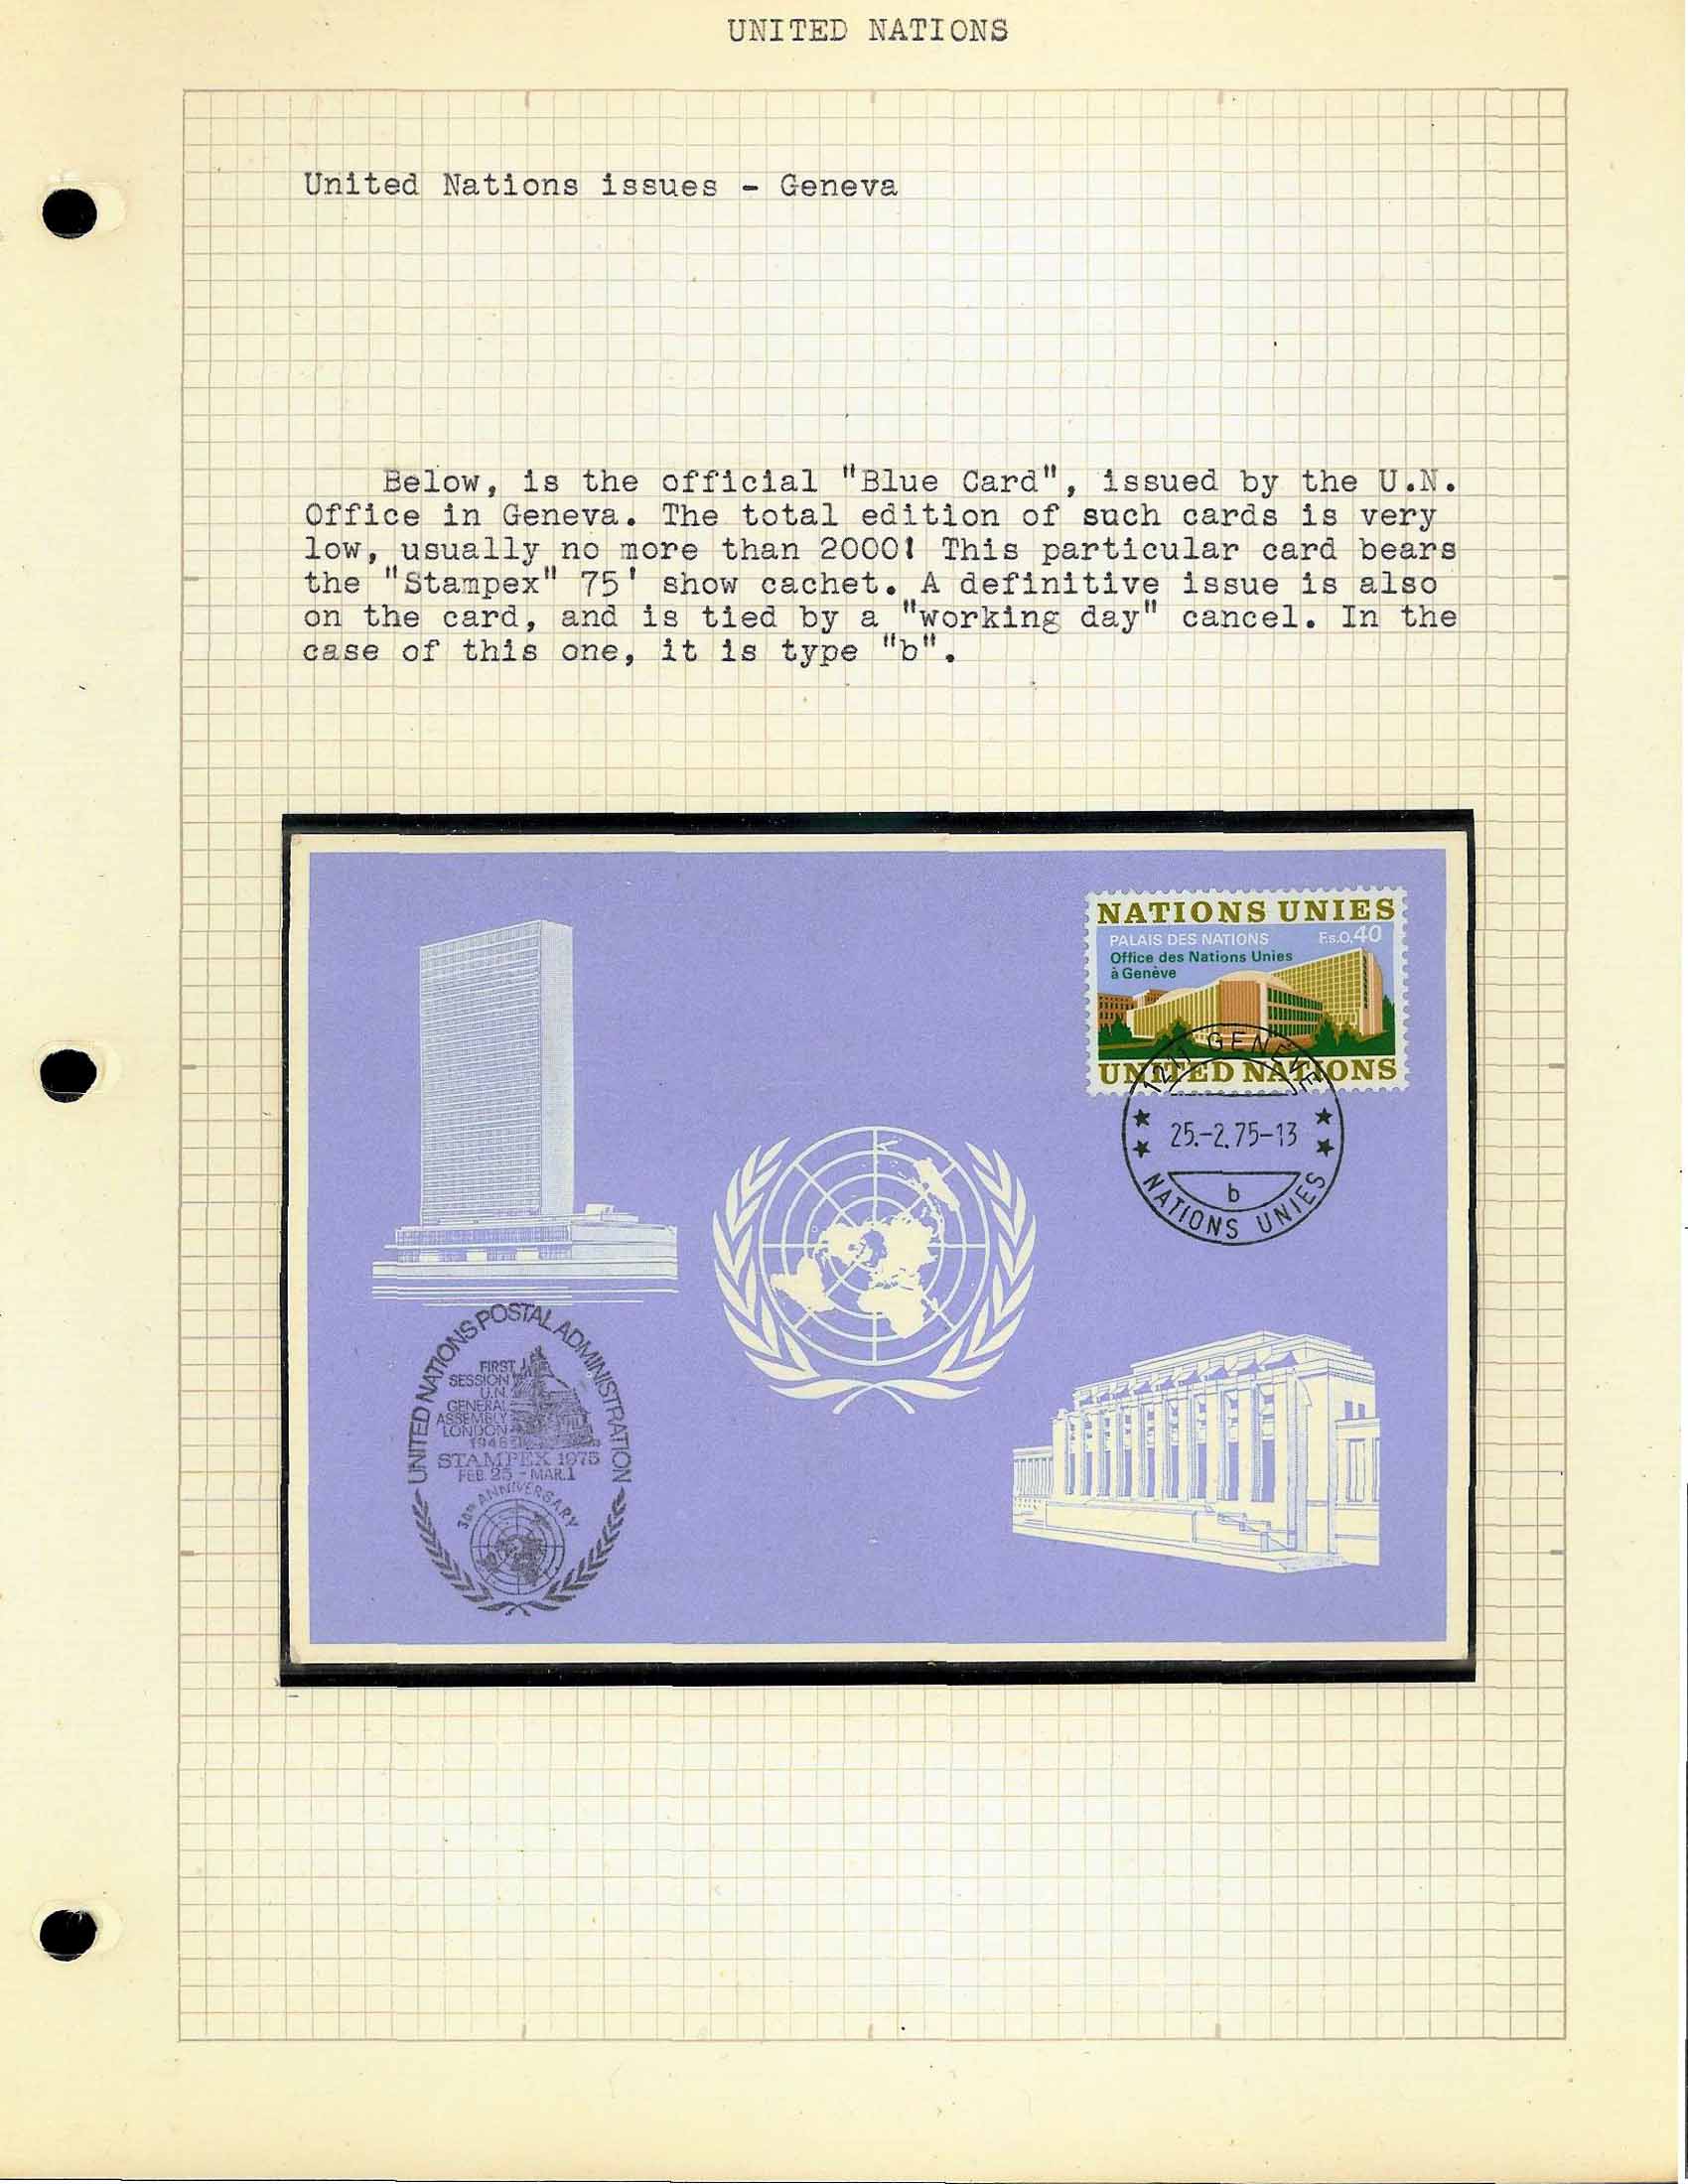 UNITED NATIONS
United Nations issues - Geneva
Below, is the official "Blue Card", issued by the U.N.
Office in Geneva. The total edition of such cards is very
low, usually no more than 2000! This particular card bears
the "Stampex" 75' show cachet. A definitive issue is also
on the card, and is tied by a "working day" cancel. In the
case of this one, it is type "b".
NATIONS UNIES
PALAIS DES NATIONS F.s.0,40
Office des Nations Unies
à Genève
UNITED NATIONS
1211 GENÈVE
25.-2.75-13
b
NATIONS UNIES
UNITED NATIONS POSTAL ADMINISTRATION
FIRST
SESSION
U.N.
GENERAL
ASSEMBLY
LONDON
1946
STAMPEX 1975
FEB. 25 - MAR.1
30th ANNIVERSARY